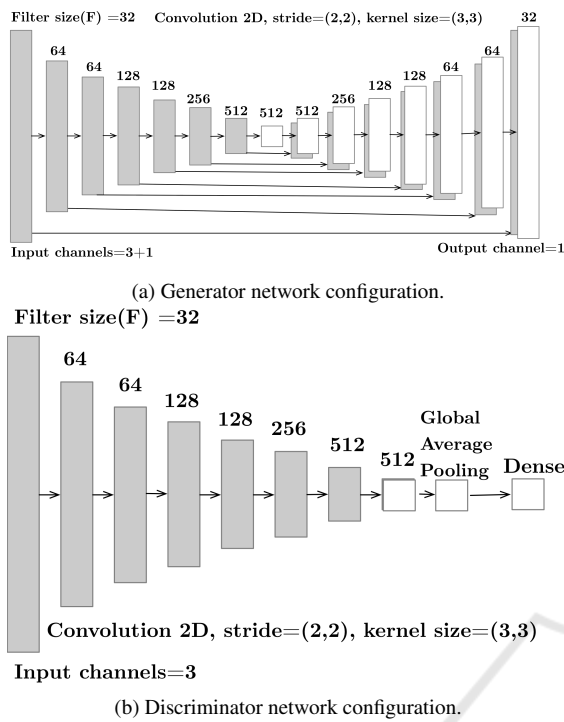 Filter size(F) =32 Convolution 2D, stride=(2,2), kernel size=(3,3) 32
64 64
64 64
128 128 128
128
256 256
512 512 512
Input channels=3+1 Output channel=1
(a) Generator network configuration.
Filter size(F) =32
64
64
128
128
256
512
512
Global
Average
Pooling
Dense
Convolution 2D, stride=(2,2), kernel size=(3,3)
Input channels=3
(b) Discriminator network configuration.